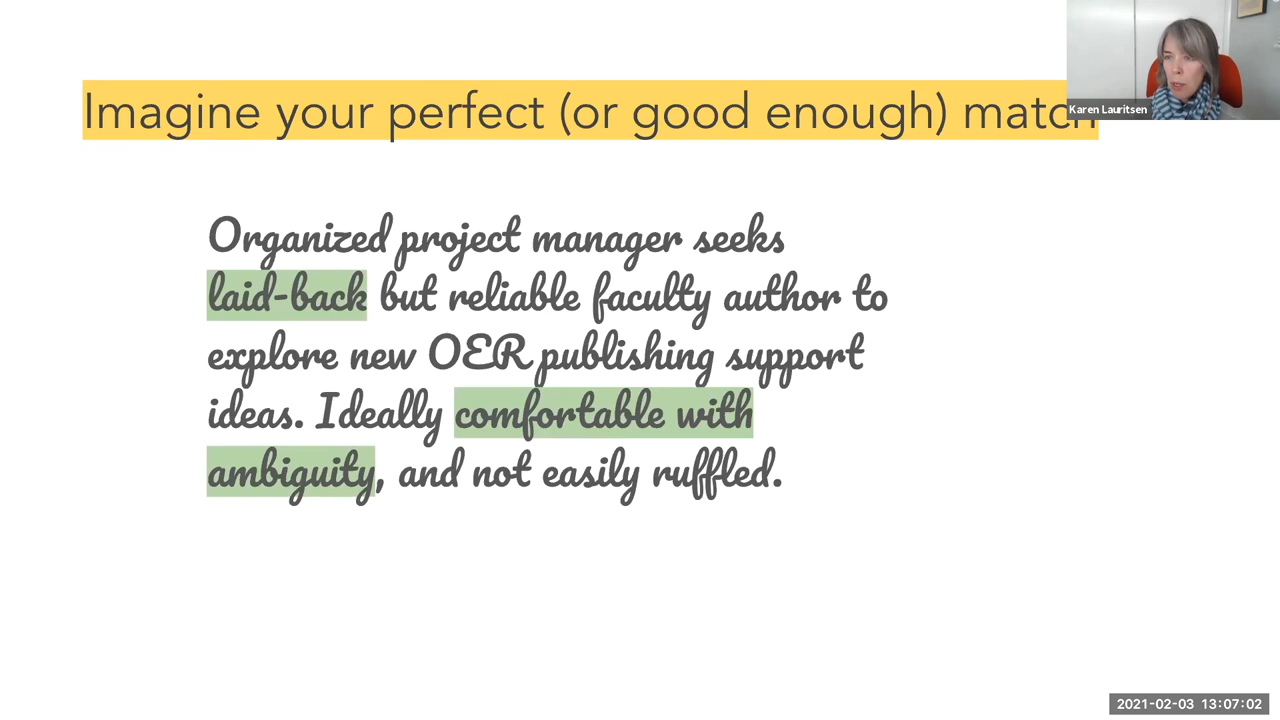 Imagine your perfect (or good enough) match
Karen Lauritsen
Organized project manager seeks
laid-back but reliable faculty author to
explore new OER publishing support
ideas. Ideally comfortable with
ambiguity, and not easily ruffled.
2021-02-03 13:07:02